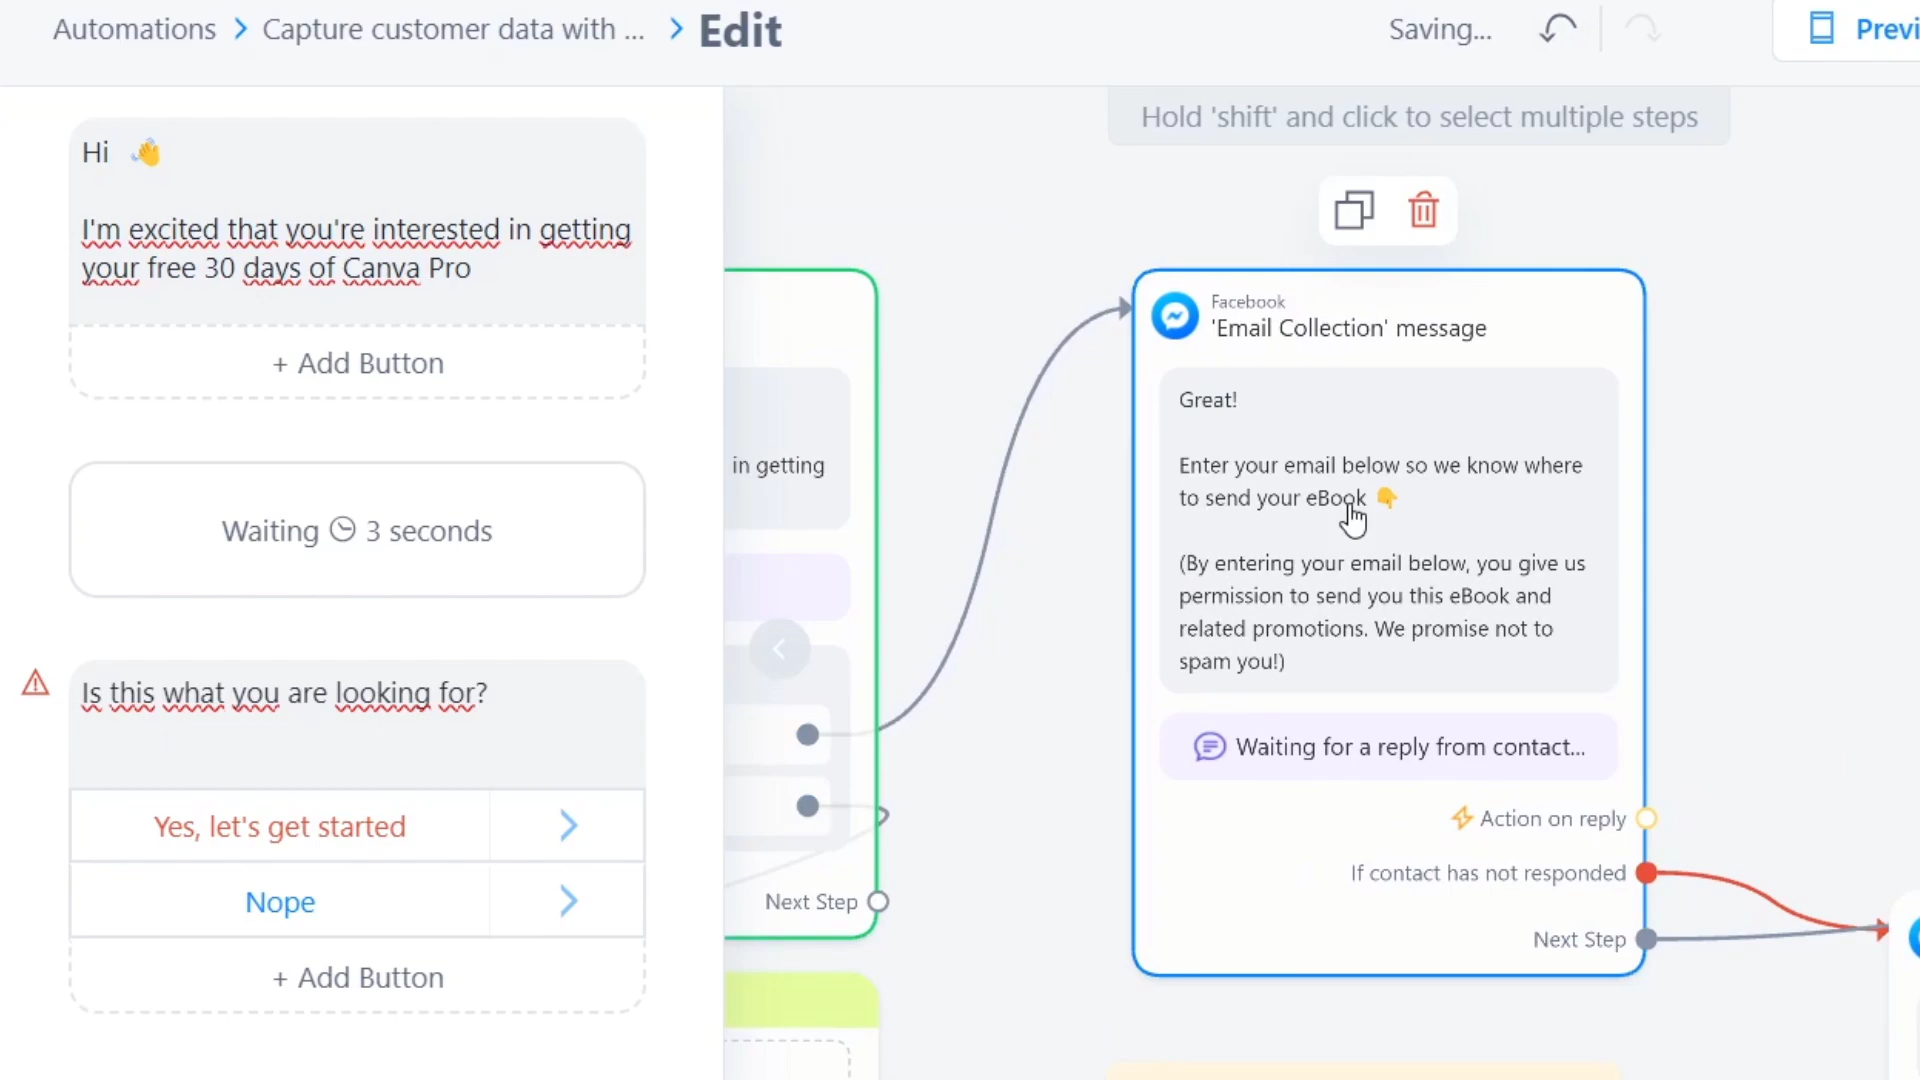 Automations > Capture customer data with ... > Edit
Saving...
Previ
Hold 'shift' and click to select multiple steps
Hi 👋
I'm excited that you're interested in getting
your free 30 days of Canva Pro
+ Add Button
Waiting 3 seconds
Is this what you are looking for?
Yes, let's get started
Nope
+ Add Button
in getting
Next Step
Facebook
'Email Collection' message
Great!
Enter your email below so we know where
to send your eBook 👇
(By entering your email below, you give us
permission to send you this eBook and
related promotions. We promise not to
spam you!)
Waiting for a reply from contact...
Action on reply
If contact has not responded
Next Step